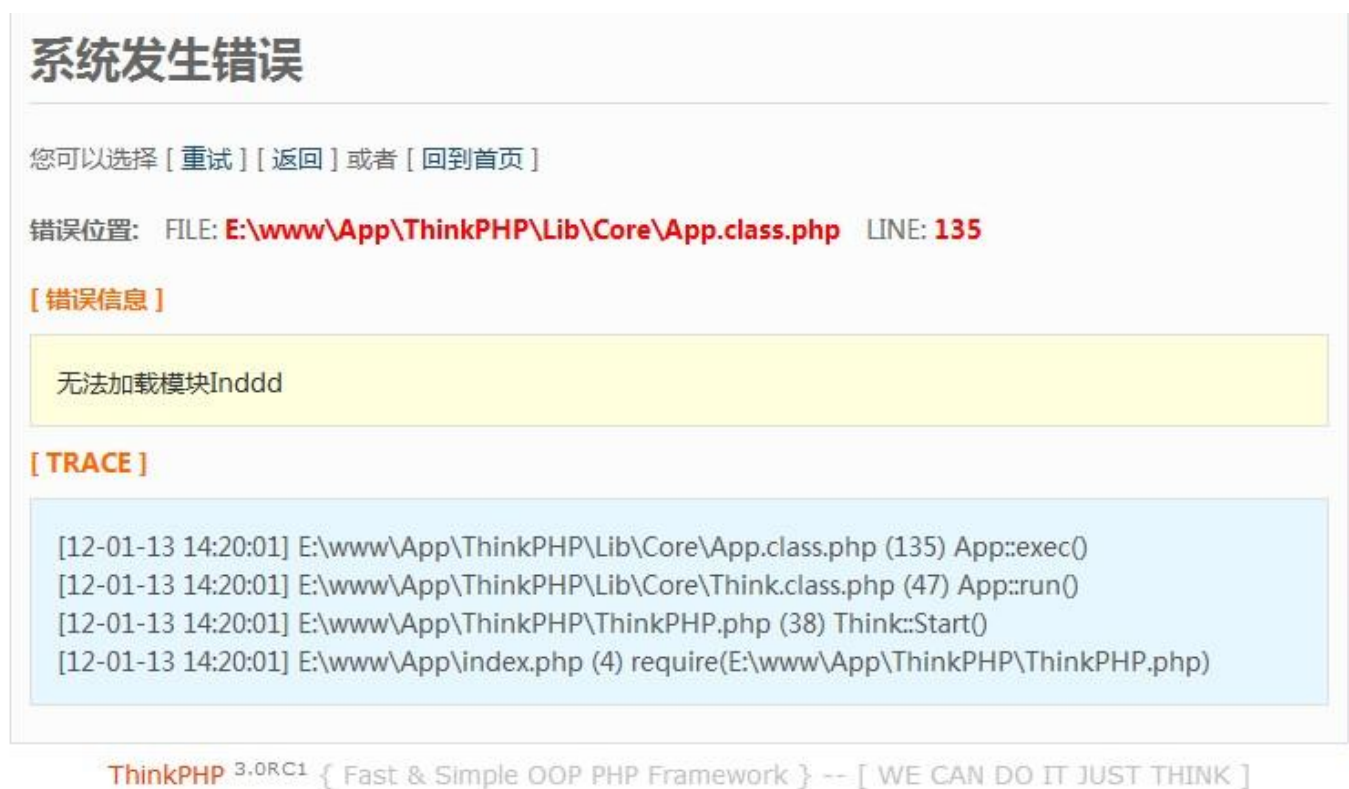 系统发生错误
您可以选择 [ 重试 ] [ 返回 ] 或者 [ 回到首页 ]
错误位置: FILE: E:\www\App\ThinkPHP\Lib\Core\App.class.php LINE: 135
[ 错误信息 ]
无法加载模块Inddd
[ TRACE ]
[12-01-13 14:20:01] E:\www\App\ThinkPHP\Lib\Core\App.class.php (135) App::exec()
[12-01-13 14:20:01] E:\www\App\ThinkPHP\Lib\Core\Think.class.php (47) App::run()
[12-01-13 14:20:01] E:\www\App\ThinkPHP\ThinkPHP.php (38) Think::Start()
[12-01-13 14:20:01] E:\www\App\index.php (4) require(E:\www\App\ThinkPHP\ThinkPHP.php)
ThinkPHP 3.0RC1 { Fast & Simple OOP PHP Framework } -- [ WE CAN DO IT JUST THINK ]